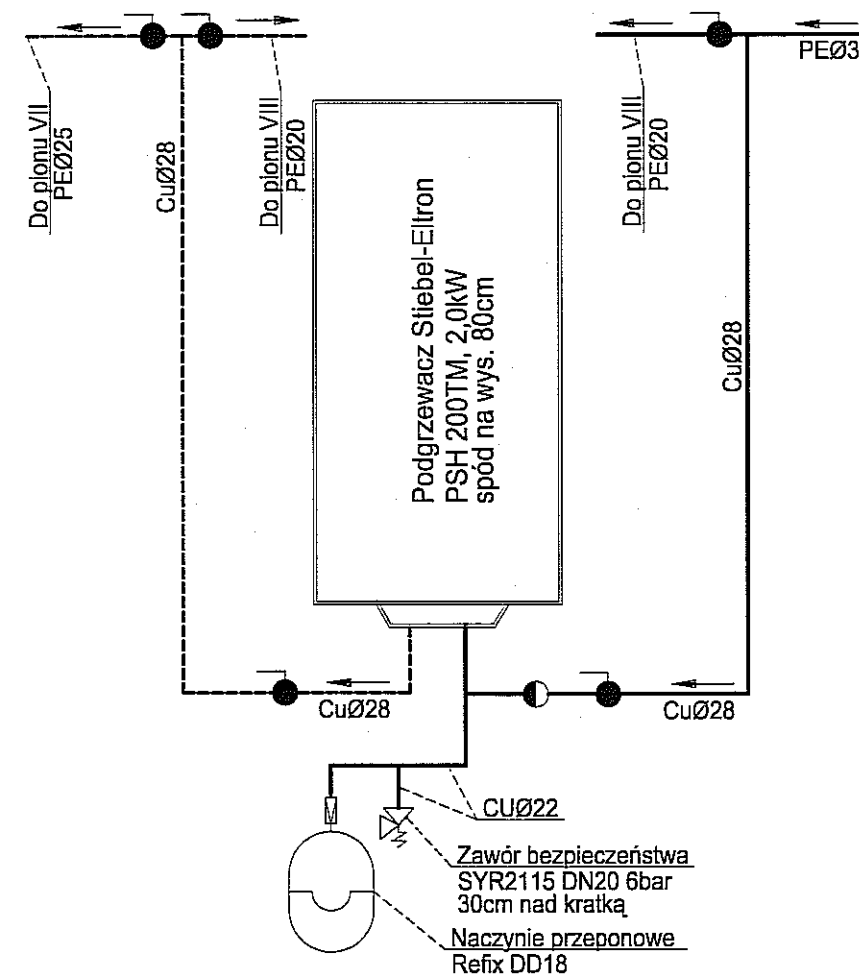 PEØ3
Do pionu VII
PEØ25
CuØ28
Do pionu VIII
PEØ20
Podgrzewacz Stiebel-Eltron
PSH 200TM, 2,0kW
spód na wys. 80cm
Do pionu VIII
PEØ20
CuØ28
CuØ28
CuØ28
CUØ22
Zawór bezpieczeństwa
SYR2115 DN20 6bar
30cm nad kratką
Naczynie przeponowe
Refix DD18